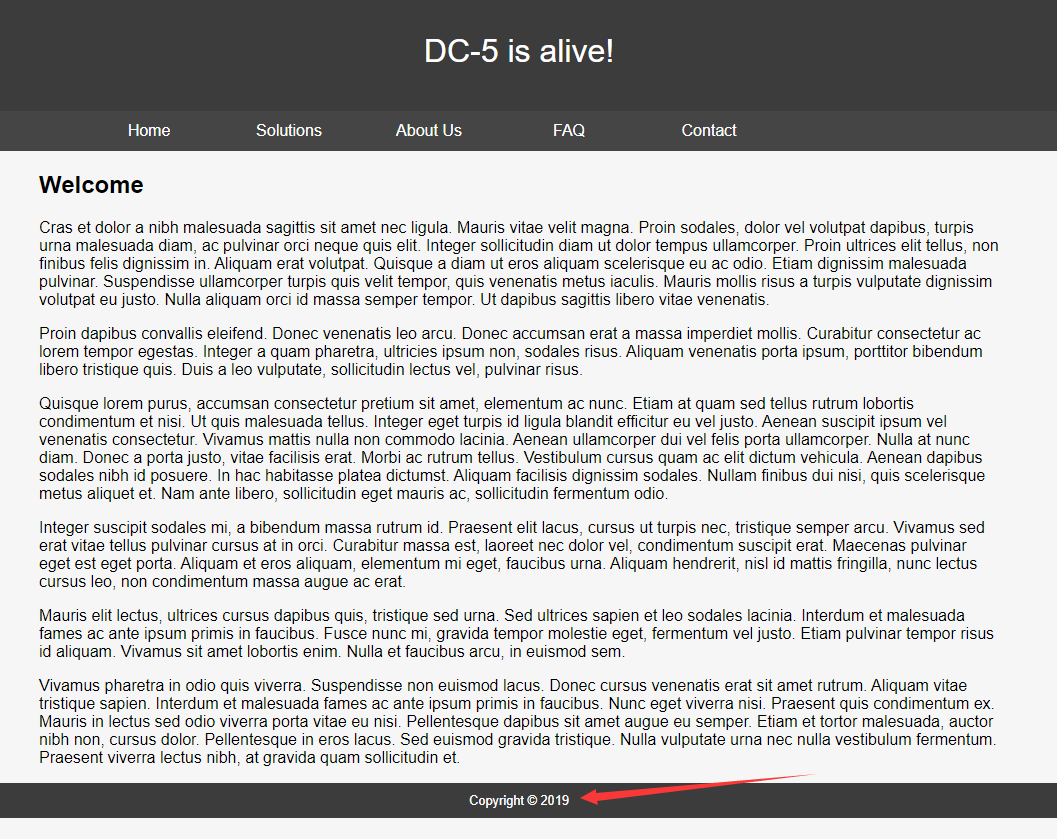 DC-5 is alive!
Home Solutions About Us FAQ Contact
Welcome
Cras et dolor a nibh malesuada sagittis sit amet nec ligula. Mauris vitae velit magna. Proin sodales, dolor vel volutpat dapibus, turpis
urna malesuada diam, ac pulvinar orci neque quis elit. Integer sollicitudin diam ut dolor tempus ullamcorper. Proin ultrices elit tellus, non
finibus felis dignissim in. Aliquam erat volutpat. Quisque a diam ut eros aliquam scelerisque eu ac odio. Etiam dignissim malesuada
pulvinar. Suspendisse ullamcorper turpis quis velit tempor, quis venenatis metus iaculis. Mauris mollis risus a turpis vulputate dignissim
volutpat eu justo. Nulla aliquam orci id massa semper tempor. Ut dapibus sagittis libero vitae venenatis.
Proin dapibus convallis eleifend. Donec venenatis leo arcu. Donec accumsan erat a massa imperdiet mollis. Curabitur consectetur ac
lorem tempor egestas. Integer a quam pharetra, ultricies ipsum non, sodales risus. Aliquam venenatis porta ipsum, porttitor bibendum
libero tristique quis. Duis a leo vulputate, sollicitudin lectus vel, pulvinar risus.
Quisque lorem purus, accumsan consectetur pretium sit amet, elementum ac nunc. Etiam at quam sed tellus rutrum lobortis
condimentum et nisi. Ut quis malesuada tellus. Integer eget turpis id ligula blandit efficitur eu vel justo. Aenean suscipit ipsum vel
venenatis consectetur. Vivamus mattis nulla non commodo lacinia. Aenean ullamcorper dui vel felis porta ullamcorper. Nulla at nunc
diam. Donec a porta justo, vitae facilisis erat. Morbi ac rutrum tellus. Vestibulum cursus quam ac elit dictum vehicula. Aenean dapibus
sodales nibh id posuere. In hac habitasse platea dictumst. Aliquam facilisis dignissim sodales. Nullam finibus dui nisi, quis scelerisque
metus aliquet et. Nam ante libero, sollicitudin eget mauris ac, sollicitudin fermentum odio.
Integer suscipit sodales mi, a bibendum massa rutrum id. Praesent elit lacus, cursus ut turpis nec, tristique semper arcu. Vivamus sed
erat vitae tellus pulvinar cursus at in orci. Curabitur massa est, laoreet nec dolor vel, condimentum suscipit erat. Maecenas pulvinar
eget est eget porta. Aliquam et eros aliquam, elementum mi eget, faucibus urna. Aliquam hendrerit, nisl id mattis fringilla, nunc lectus
cursus leo, non condimentum massa augue ac erat.
Mauris elit lectus, ultrices cursus dapibus quis, tristique sed urna. Sed ultrices sapien et leo sodales lacinia. Interdum et malesuada
fames ac ante ipsum primis in faucibus. Fusce nunc mi, gravida tempor molestie eget, fermentum vel justo. Etiam pulvinar tempor risus
id aliquam. Vivamus sit amet lobortis enim. Nulla et faucibus arcu, in euismod sem.
Vivamus pharetra in odio quis viverra. Suspendisse non euismod lacus. Donec cursus venenatis erat sit amet rutrum. Aliquam vitae
tristique sapien. Interdum et malesuada fames ac ante ipsum primis in faucibus. Nunc eget viverra nisi. Praesent quis condimentum ex.
Mauris in lectus sed odio viverra porta vitae eu nisi. Pellentesque dapibus sit amet augue eu semper. Etiam et tortor malesuada, auctor
nibh non, cursus dolor. Pellentesque in eros lacus. Sed euismod gravida tristique. Nulla vulputate urna nec nulla vestibulum fermentum.
Praesent viverra lectus nibh, at gravida quam sollicitudin et.
Copyright © 2019